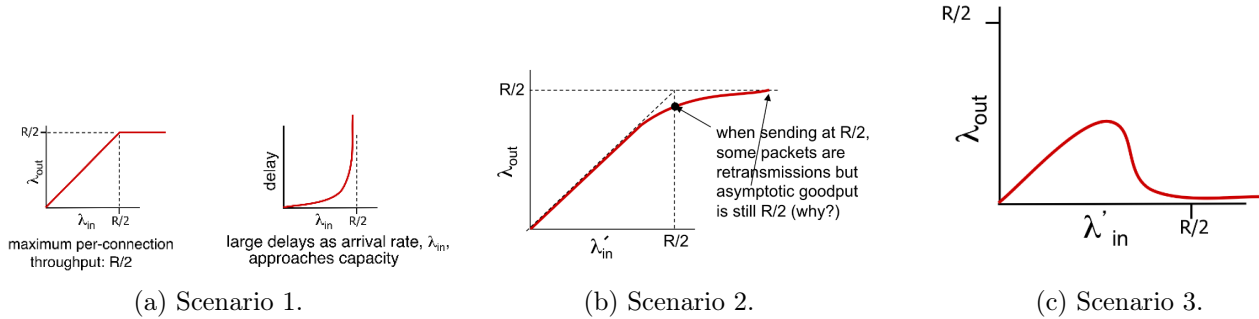 R/2
λout
λin
R/2
maximum per-connection
throughput: R/2
delay
λin
R/2
large delays as arrival rate, λin,
approaches capacity
(a) Scenario 1.
R/2
λout
when sending at R/2,
some packets are
retransmissions but
asymptotic goodput
is still R/2 (why?)
λ′in
R/2
(b) Scenario 2.
R/2
λout
λ'in
R/2
(c) Scenario 3.